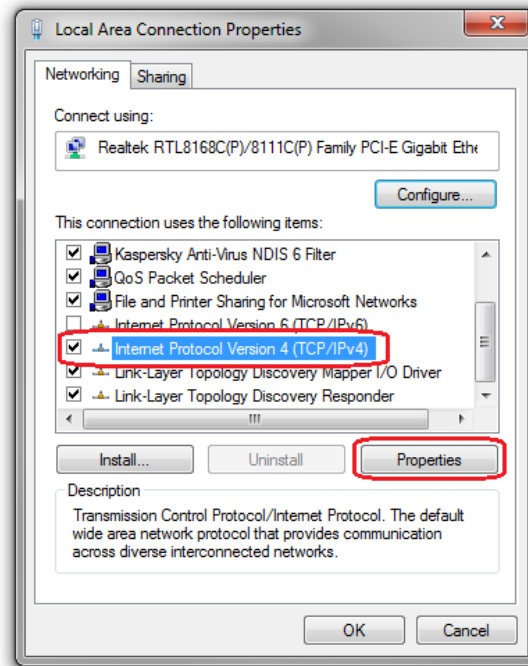 Local Area Connection Properties
Networking
Sharing
Connect using:
Realtek RTL8168C(P)/8111C(P) Family PCI-E Gigabit Ethe
Configure...
This connection uses the following items:
Kaspersky Anti-Virus NDIS 6 Filter
QoS Packet Scheduler
File and Printer Sharing for Microsoft Networks
Internet Protocol Version 6 (TCP/IPv6)
Internet Protocol Version 4 (TCP/IPv4)
Link-Layer Topology Discovery Mapper I/O Driver
Link-Layer Topology Discovery Responder
Install...
Uninstall
Properties
Description
Transmission Control Protocol/Internet Protocol. The default
wide area network protocol that provides communication
across diverse interconnected networks.
OK
Cancel